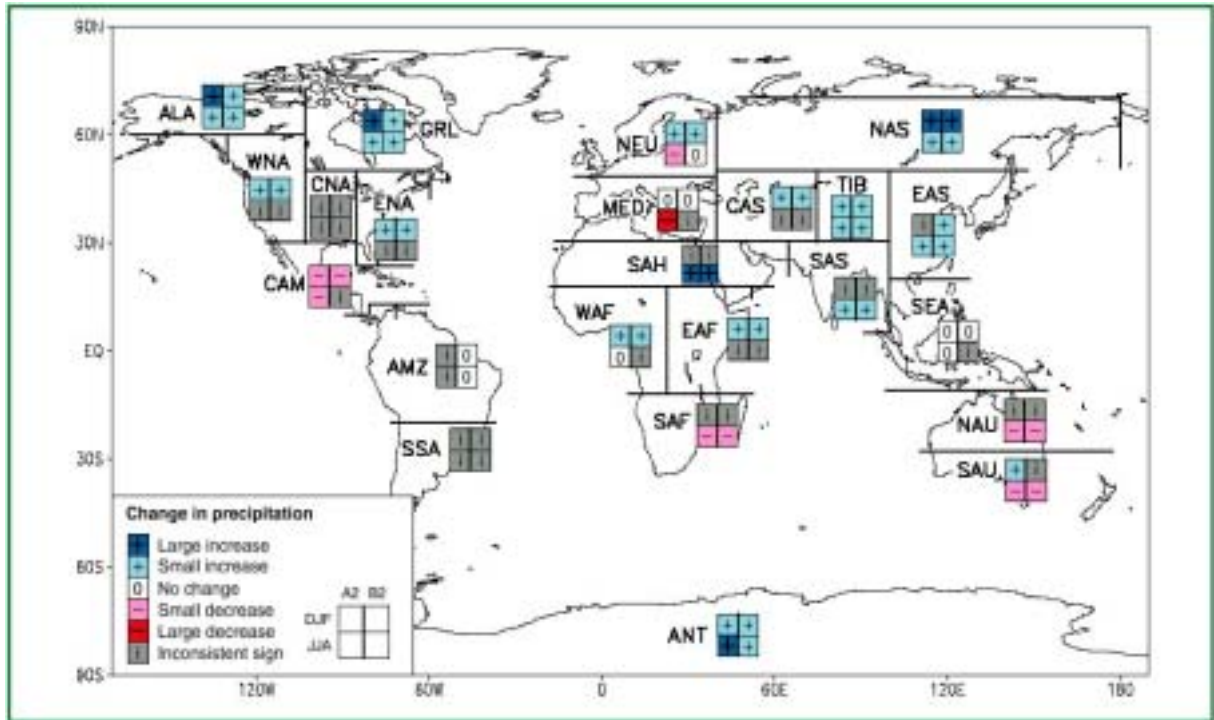 90N
ALA
GRL
60N
NEU
NAS
WNA
CNA
ENA
MED
CAS
TIB
EAS
30N
CAM
SAH
SAS
WAF
EAF
SEA
EQ
AMZ
SSA
SAF
NAU
30S
SAU
Change in precipitation
+ Large increase
+ Small increase
0 No change
− Small decrease
− Large decrease
i Inconsistent sign
A2 B2
DJF
JJA
60S
ANT
90S
120W 60W 0 60E 120E 180